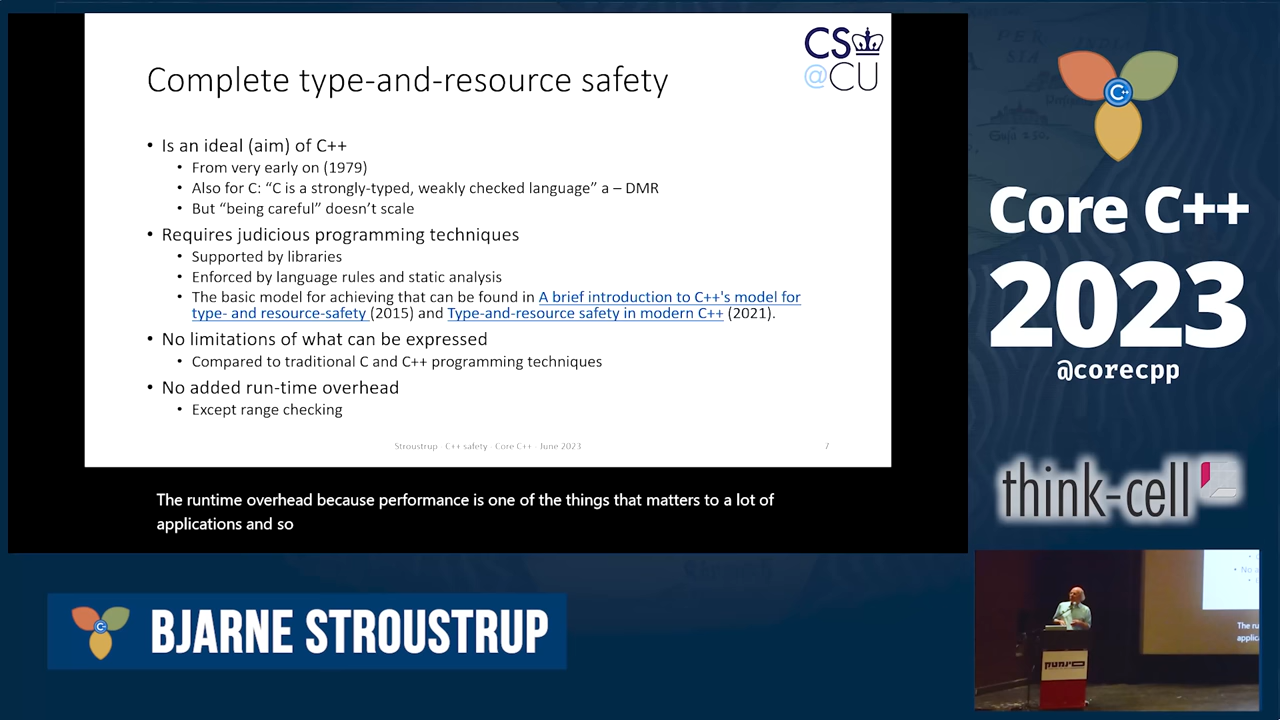 CS
@CU
Complete type-and-resource safety
• Is an ideal (aim) of C++
• From very early on (1979)
• Also for C: “C is a strongly-typed, weakly checked language” a – DMR
• But “being careful” doesn’t scale
• Requires judicious programming techniques
• Supported by libraries
• Enforced by language rules and static analysis
• The basic model for achieving that can be found in A brief introduction to C++'s model for
type- and resource-safety (2015) and Type-and-resource safety in modern C++ (2021).
• No limitations of what can be expressed
• Compared to traditional C and C++ programming techniques
• No added run-time overhead
• Except range checking
Stroustrup - C++ safety - Core C++ - June 2023
7
The runtime overhead because performance is one of the things that matters to a lot of
applications and so
BJARNE STROUSTRUP
C++
Core C++
2023
@corecpp
think-cell
The ru
applic